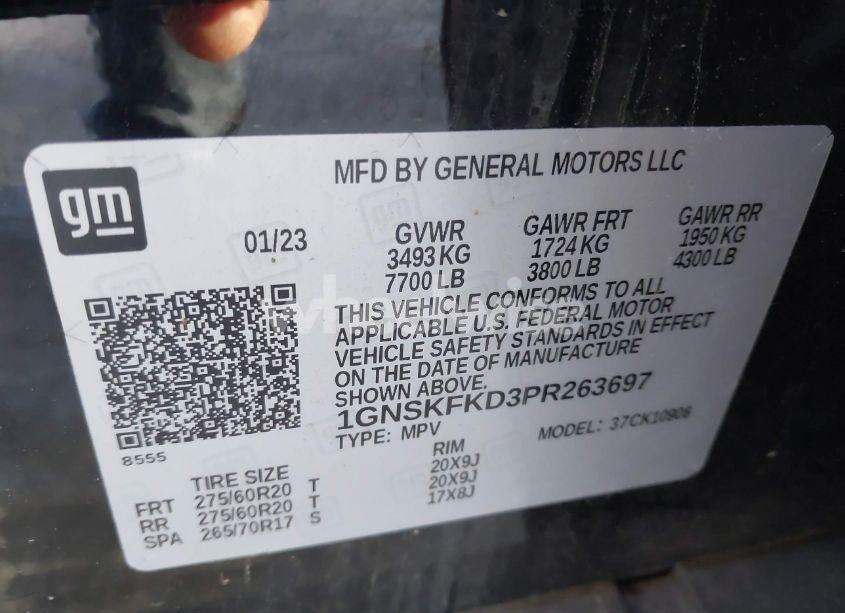 gm
MFD BY GENERAL MOTORS LLC
01/23
GVWR GAWR FRT GAWR RR
3493 KG 1724 KG 1950 KG
7700 LB 3800 LB 4300 LB
THIS VEHICLE CONFORMS TO ALL
APPLICABLE U.S. FEDERAL MOTOR
VEHICLE SAFETY STANDARDS IN EFFECT
ON THE DATE OF MANUFACTURE
SHOWN ABOVE.
1GNSKFKD3PR263697
TYPE: MPV MODEL: 37CK10906
8555
TIRE SIZE RIM
FRT 275/60R20 T 20X9J
RR 275/60R20 T 20X9J
SPA 265/70R17 S 17X8J